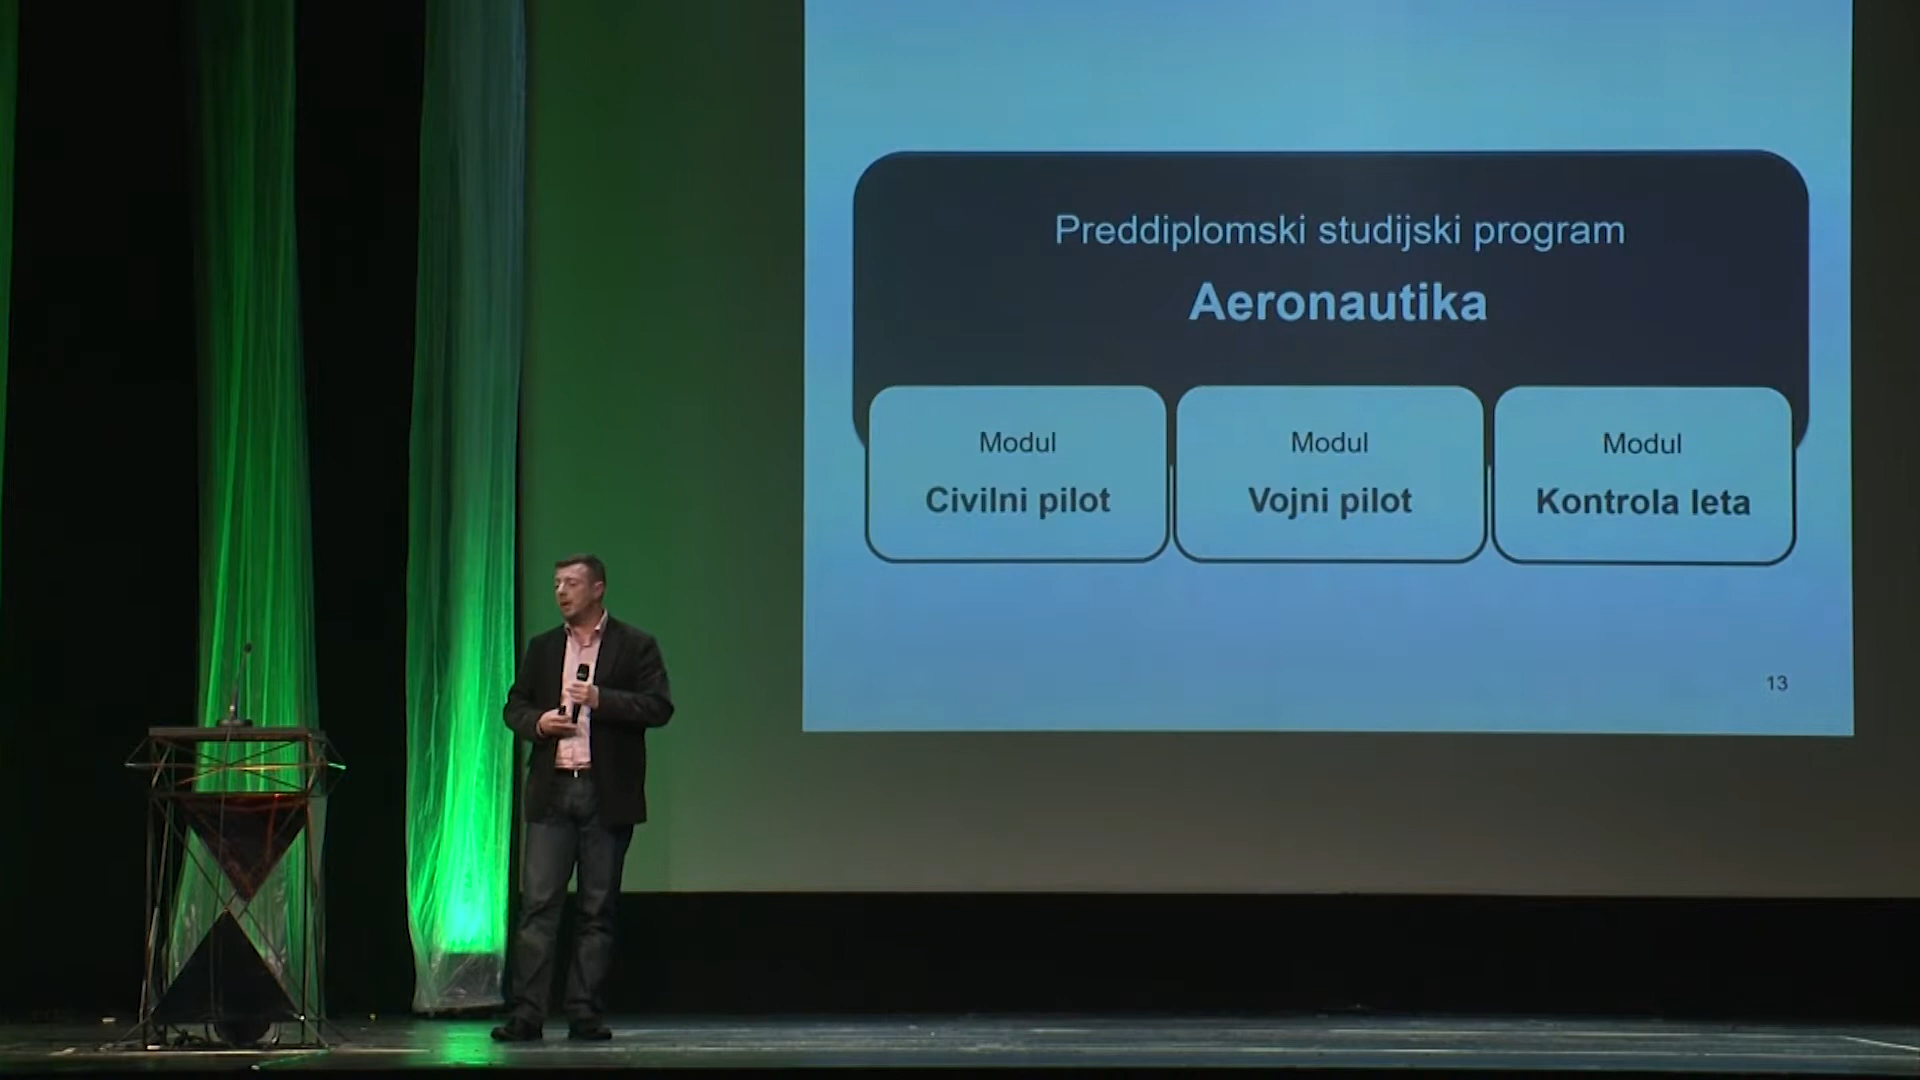 Preddiplomski studijski program
Aeronautika
Modul
Civilni pilot
Modul
Vojni pilot
Modul
Kontrola leta
13